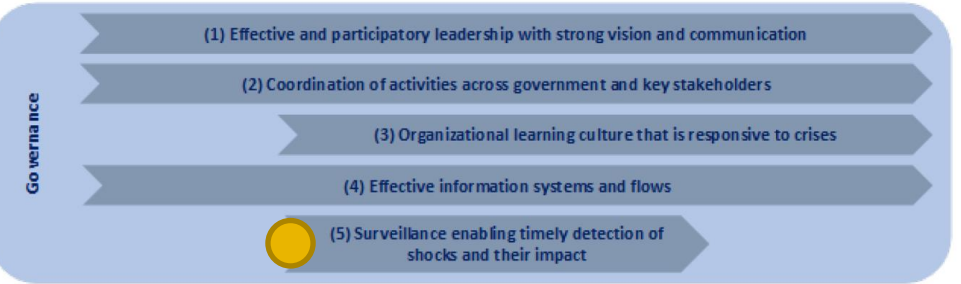 Governance
(1) Effective and participatory leadership with strong vision and communication
(2) Coordination of activities across government and key stakeholders
(3) Organizational learning culture that is responsive to crises
(4) Effective information systems and flows
(5) Surveillance enabling timely detection of
shocks and their impact